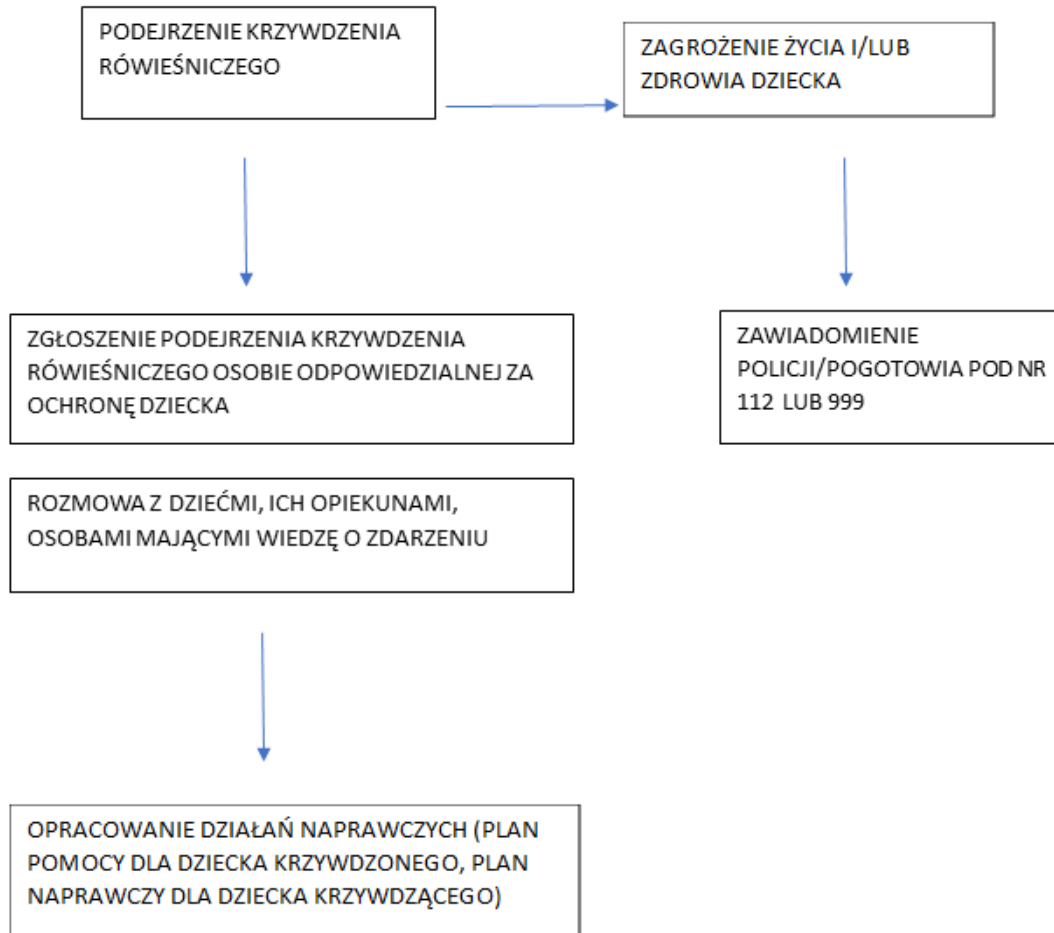 PODEJRZENIE KRZYWDZENIA
RÓWIEŚNICZEGO
ZAGROŻENIE ŻYCIA I/LUB
ZDROWIA DZIECKA
ZGŁOSZENIE PODEJRZENIA KRZYWDZENIA
RÓWIEŚNICZEGO OSOBIE ODPOWIEDZIALNEJ ZA
OCHRONĘ DZIECKA
ZAWIADOMIENIE
POLICJI/POGOTOWIA POD NR
112 LUB 999
ROZMOWA Z DZIEĆMI, ICH OPIEKUNAMI,
OSOBAMI MAJĄCYMI WIEDZĘ O ZDARZENIU
OPRACOWANIE DZIAŁAŃ NAPRAWCZYCH (PLAN
POMOCY DLA DZIECKA KRZYWDZONEGO, PLAN
NAPRAWCZY DLA DZIECKA KRZYWDZĄCEGO)